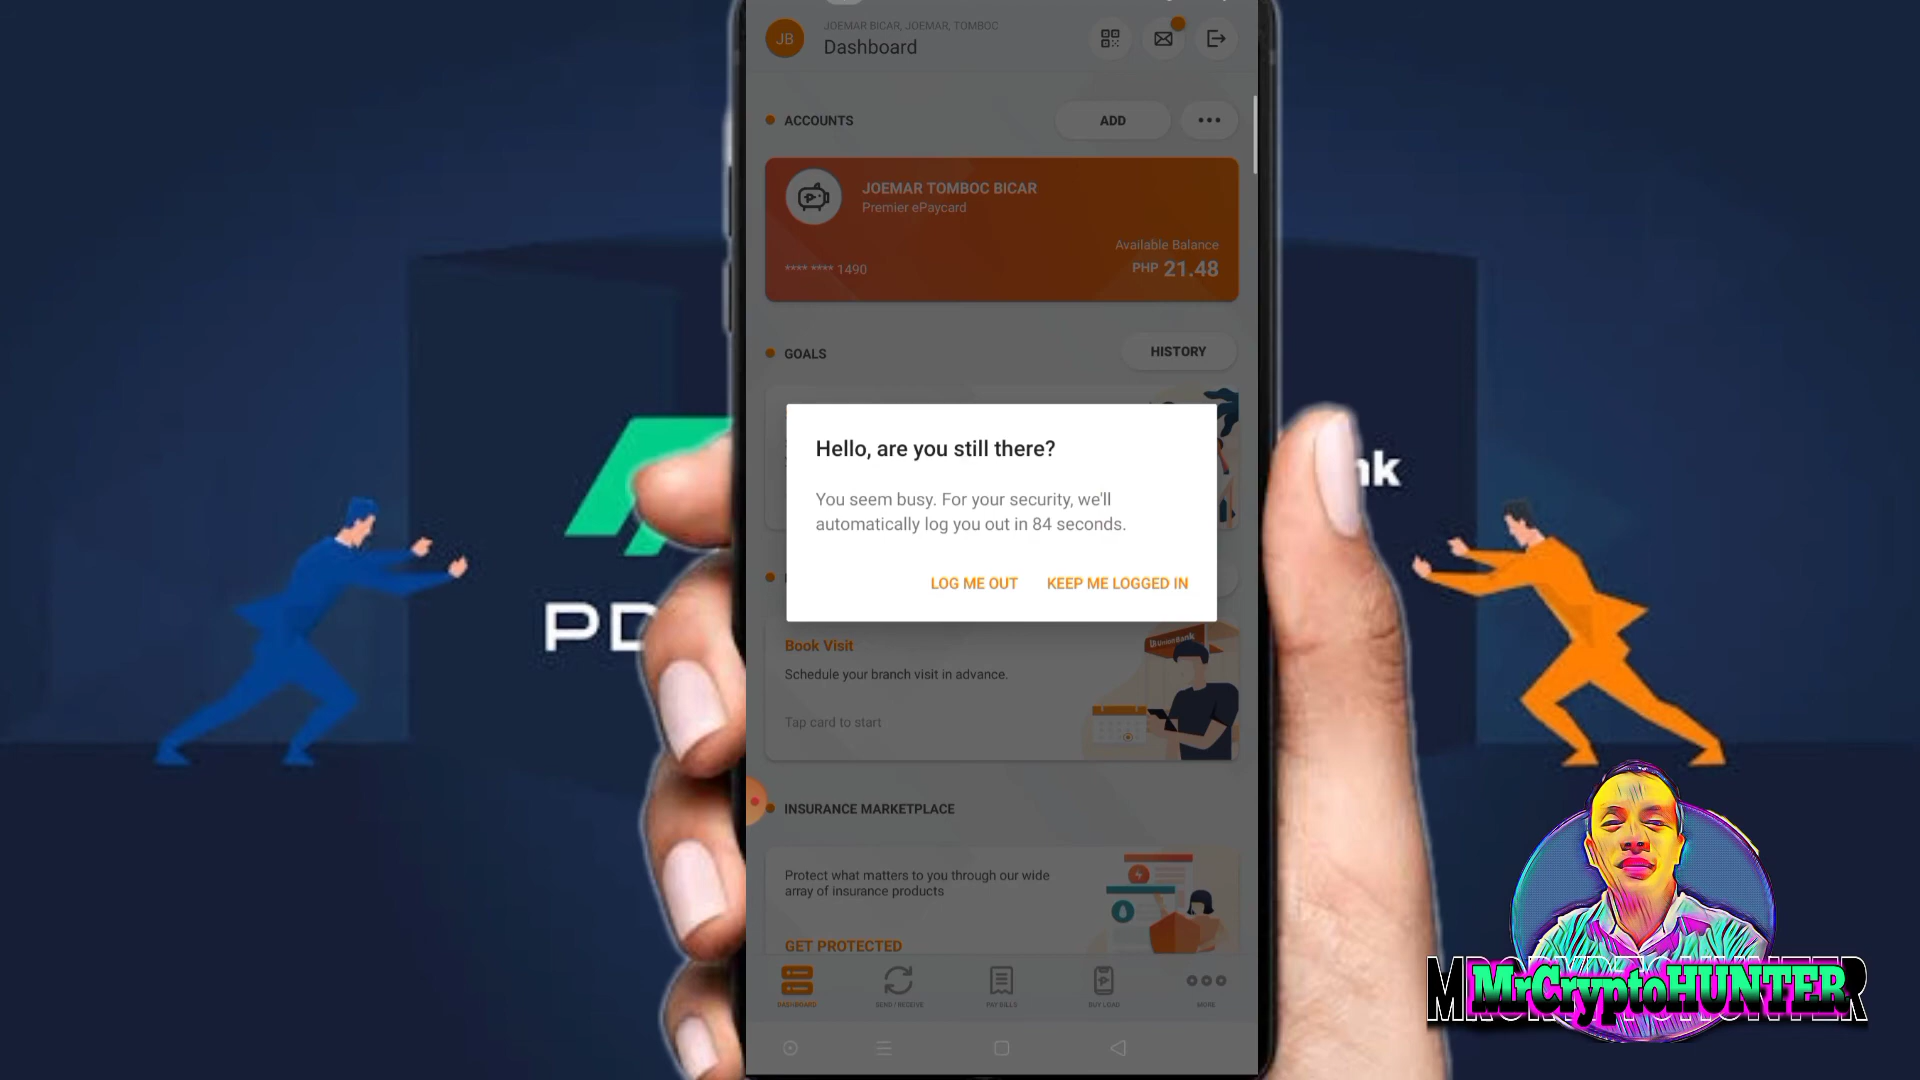 JOEMAR BICAR, JOEMAR, TOMBOC
JB
Dashboard
ACCOUNTS
ADD
JOEMAR TOMBOC BICAR
Premier ePaycard
Available Balance
**** **** 1490
PHP 21.48
GOALS
HISTORY
Hello, are you still there?
You seem busy. For your security, we'll
automatically log you out in 84 seconds.
LOG ME OUT
KEEP ME LOGGED IN
nk
PD
UnionBank
Book Visit
Schedule your branch visit in advance.
Tap card to start
INSURANCE MARKETPLACE
Protect what matters to you through our wide
array of insurance products
GET PROTECTED
DASHBOARD
SEND / RECEIVE
PAY BILLS
BUY LOAD
MORE
MrCryptoHUNTER